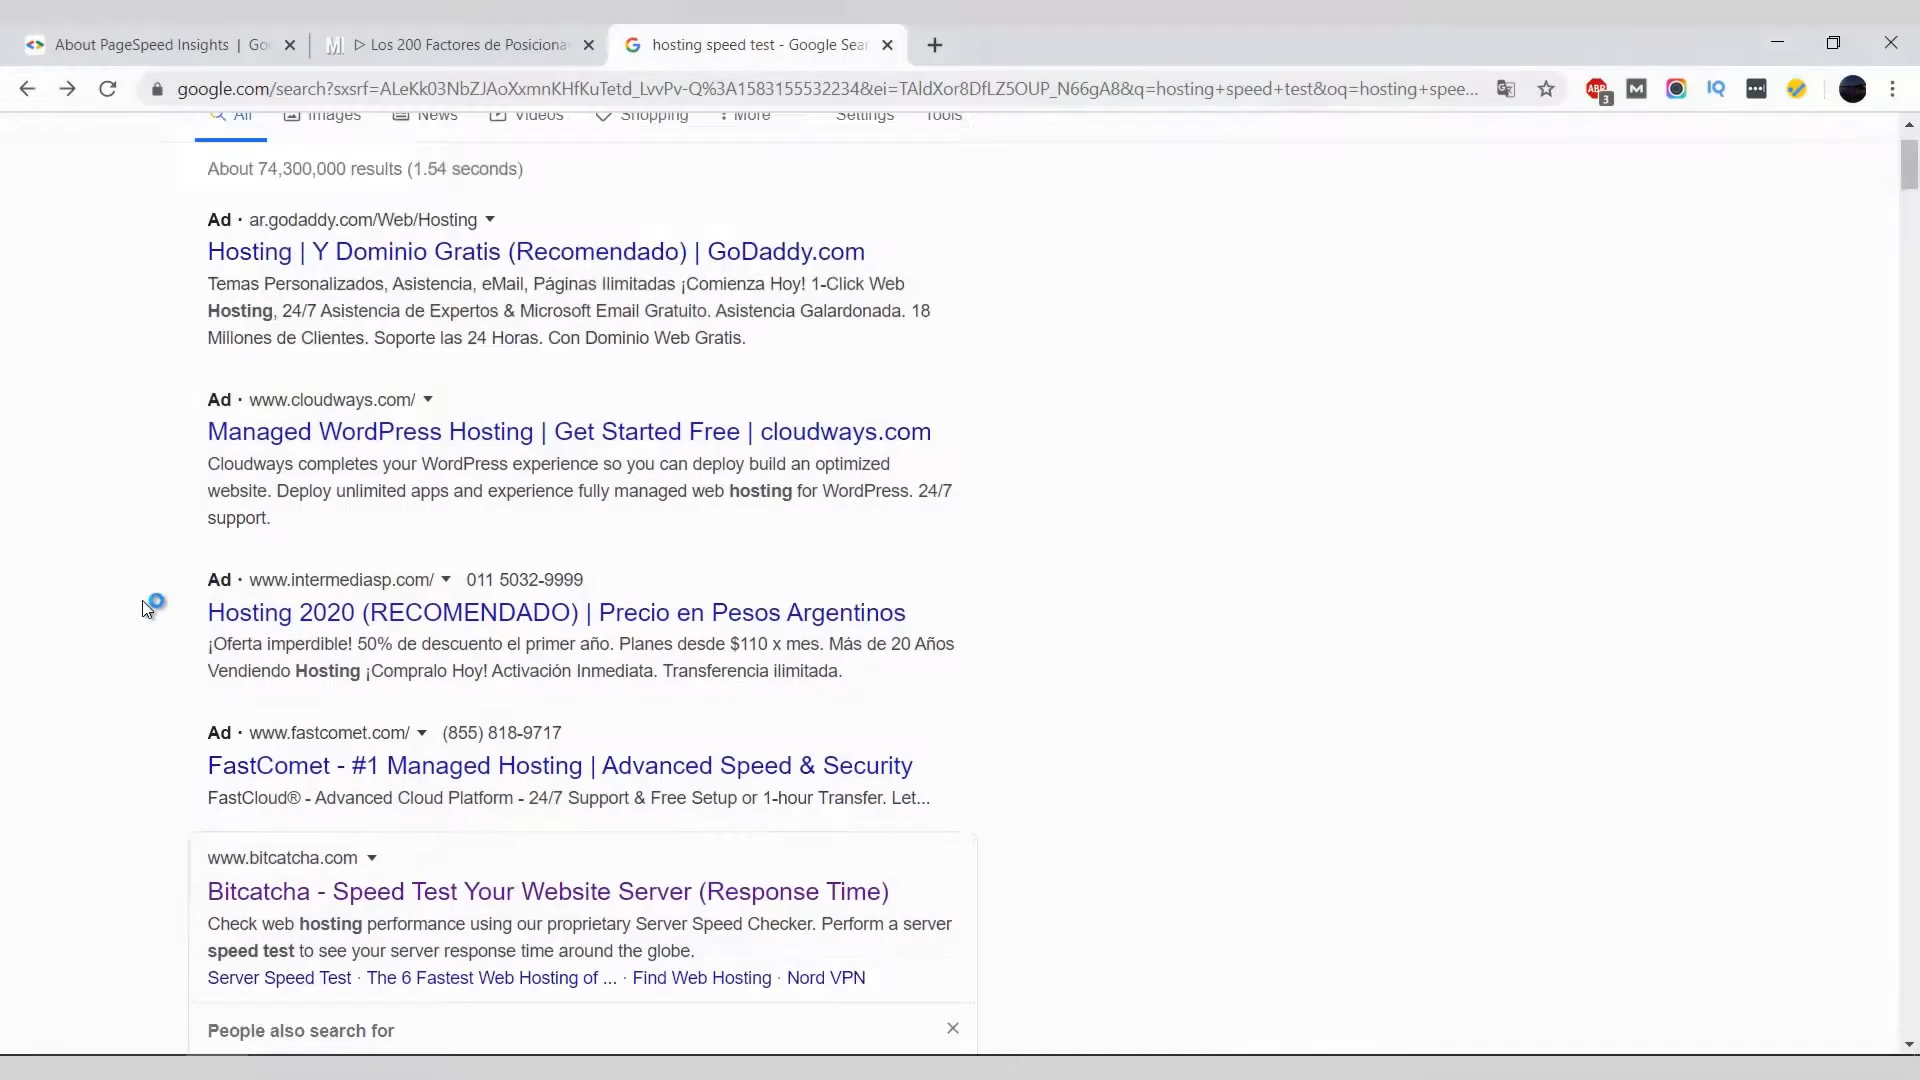 About PageSpeed Insights | Go
▷ Los 200 Factores de Posiciona
hosting speed test - Google Sear
google.com/search?sxsrf=ALeKk03NbZJAoXxmnKHfKuTetd_LvvPv-Q%3A1583155532234&ei=TAldXor8DfLZ5OUP_N66gA8&q=hosting+speed+test&oq=hosting+spee...
All Images News Videos Shopping More Settings Tools
About 74,300,000 results (1.54 seconds)
Ad · ar.godaddy.com/Web/Hosting
Hosting | Y Dominio Gratis (Recomendado) | GoDaddy.com
Temas Personalizados, Asistencia, eMail, Páginas Ilimitadas ¡Comienza Hoy! 1-Click Web
Hosting, 24/7 Asistencia de Expertos & Microsoft Email Gratuito. Asistencia Galardonada. 18
Millones de Clientes. Soporte las 24 Horas. Con Dominio Web Gratis.
Ad · www.cloudways.com/
Managed WordPress Hosting | Get Started Free | cloudways.com
Cloudways completes your WordPress experience so you can deploy build an optimized
website. Deploy unlimited apps and experience fully managed web hosting for WordPress. 24/7
support.
Ad · www.intermediasp.com/ 011 5032-9999
Hosting 2020 (RECOMENDADO) | Precio en Pesos Argentinos
¡Oferta imperdible! 50% de descuento el primer año. Planes desde $110 x mes. Más de 20 Años
Vendiendo Hosting ¡Compralo Hoy! Activación Inmediata. Transferencia ilimitada.
Ad · www.fastcomet.com/ (855) 818-9717
FastComet - #1 Managed Hosting | Advanced Speed & Security
FastCloud® - Advanced Cloud Platform - 24/7 Support & Free Setup or 1-hour Transfer. Let...
www.bitcatcha.com
Bitcatcha - Speed Test Your Website Server (Response Time)
Check web hosting performance using our proprietary Server Speed Checker. Perform a server
speed test to see your server response time around the globe.
Server Speed Test · The 6 Fastest Web Hosting of ... · Find Web Hosting · Nord VPN
People also search for